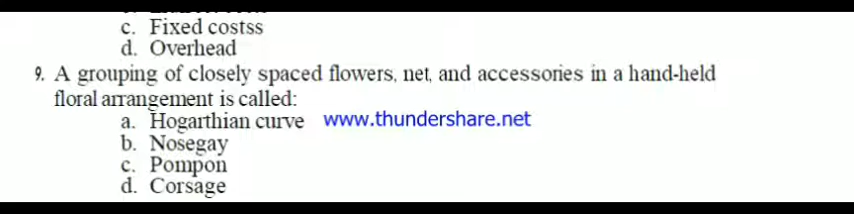 c. Fixed costss
d. Overhead
9. A grouping of closely spaced flowers, net, and accessories in a hand-held
floral arrangement is called:
a. Hogarthian curve www.thundershare.net
b. Nosegay
c. Pompon
d. Corsage